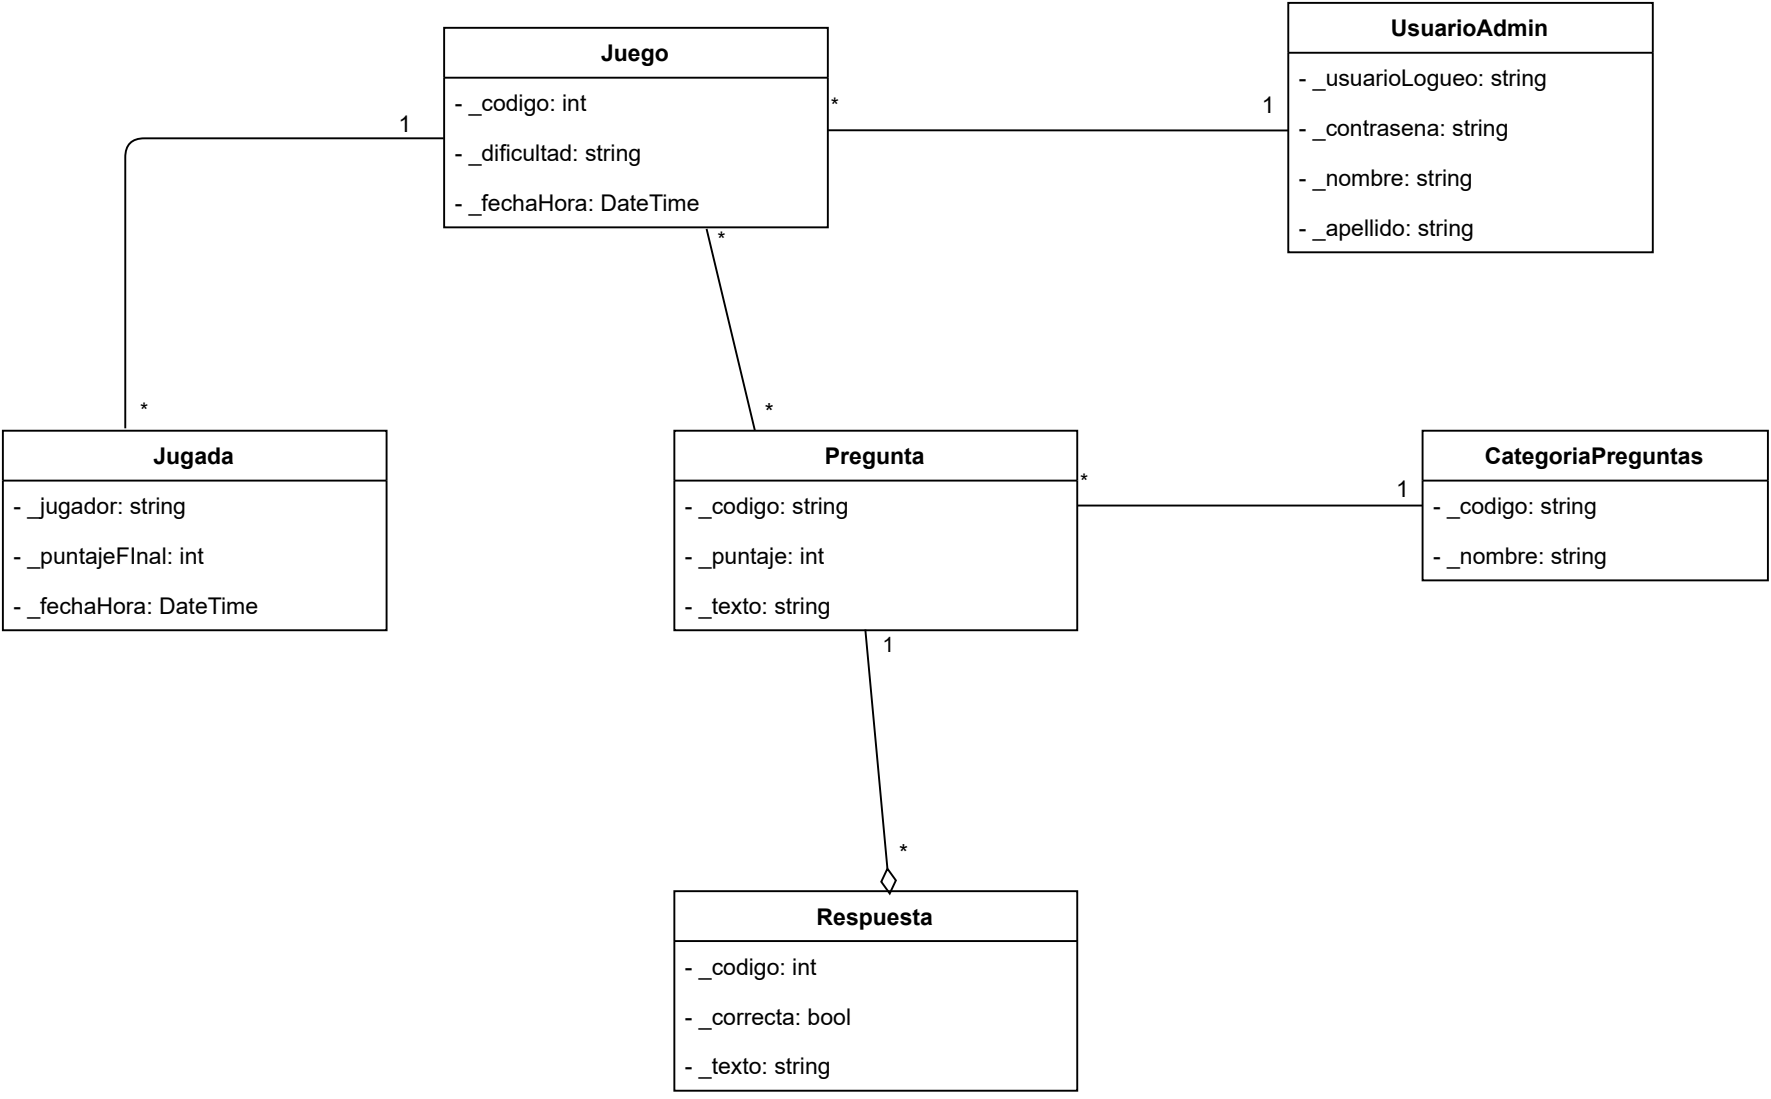 Juego
- _codigo: int
- _dificultad: string
- _fechaHora: DateTime
UsuarioAdmin
- _usuarioLogueo: string
- _contrasena: string
- _nombre: string
- _apellido: string
1
*
1
*
*
*
Jugada
- _jugador: string
- _puntajeFInal: int
- _fechaHora: DateTime
Pregunta
- _codigo: string
- _puntaje: int
- _texto: string
*
1
CategoriaPreguntas
- _codigo: string
- _nombre: string
1
*
Respuesta
- _codigo: int
- _correcta: bool
- _texto: string